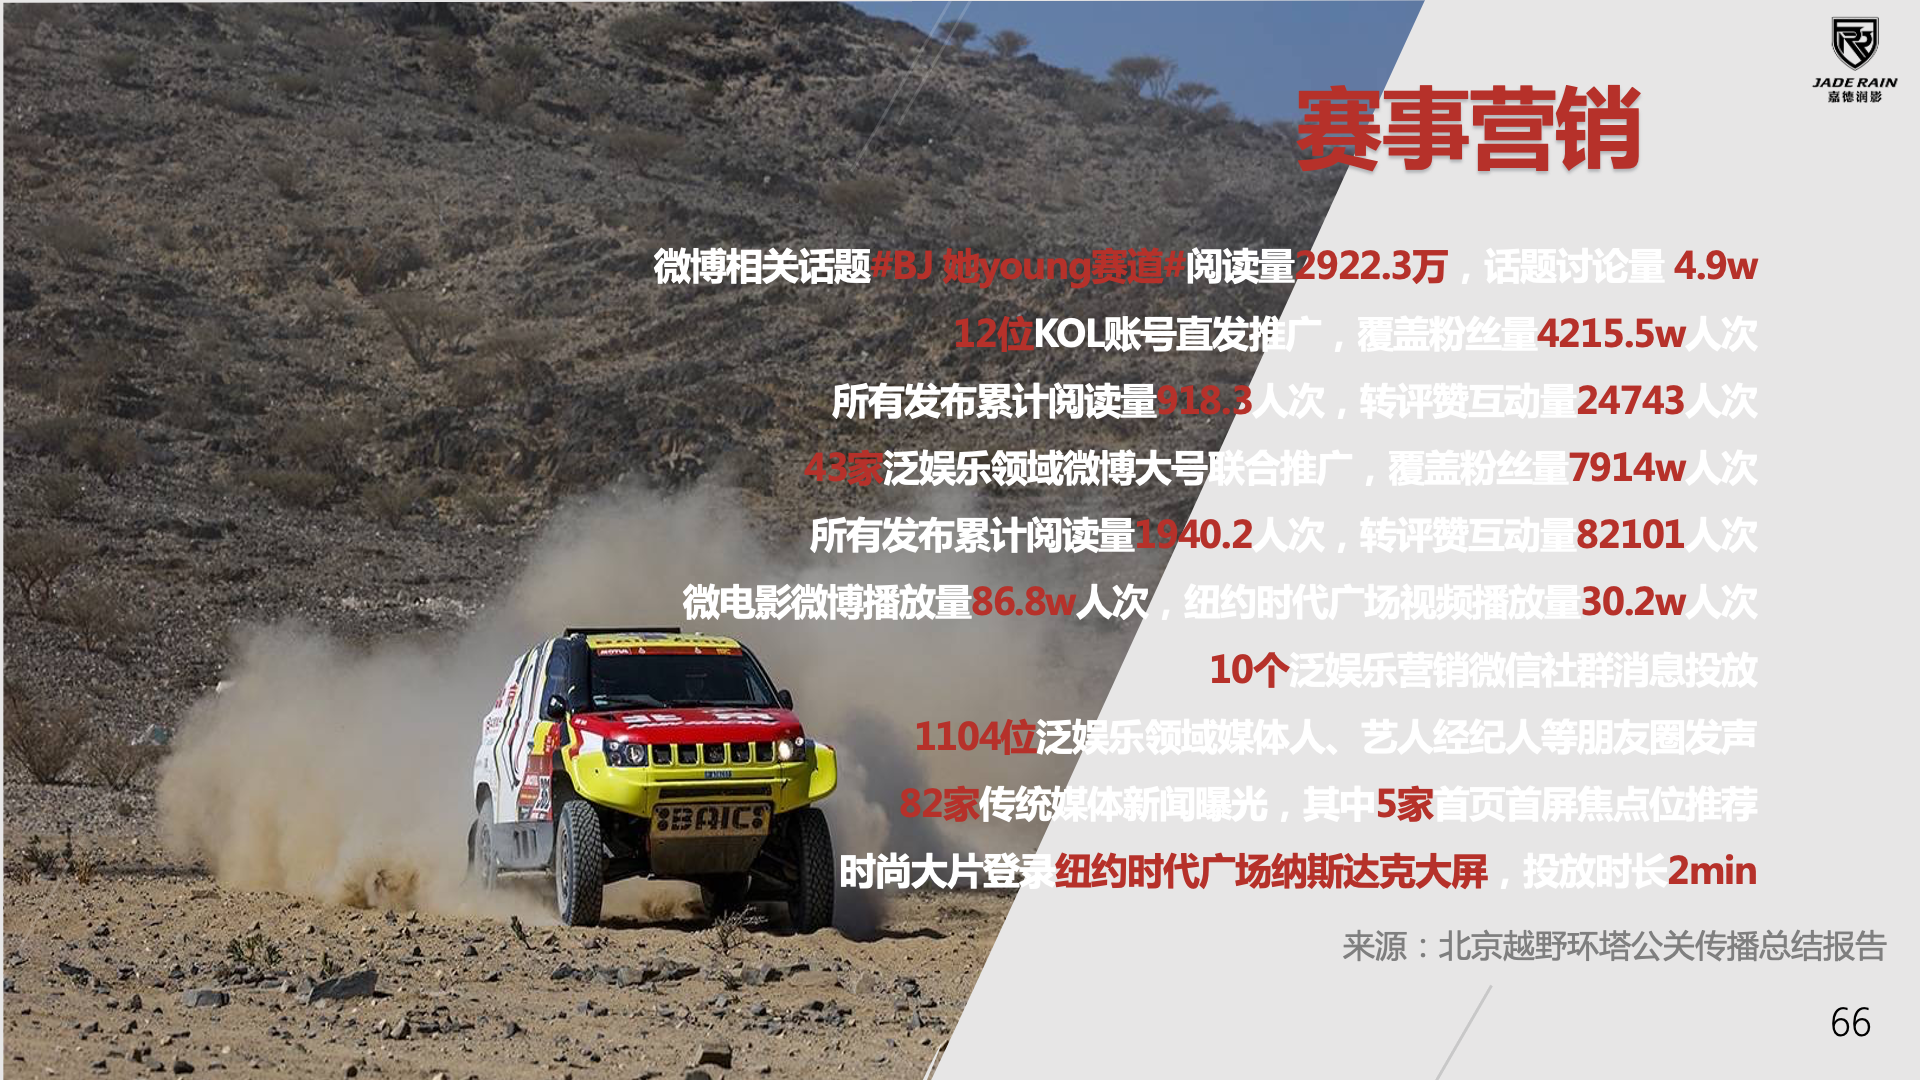 JADE RAIN
嘉德润影
赛事营销
微博相关话题#BJ 她young赛道#阅读量2922.3万，话题讨论量 4.9w
12位KOL账号直发推广，覆盖粉丝量4215.5w人次
所有发布累计阅读量918.3人次，转评赞互动量24743人次
43家泛娱乐领域微博大号联合推广，覆盖粉丝量7914w人次
所有发布累计阅读量1940.2人次，转评赞互动量82101人次
微电影微博播放量86.8w人次，纽约时代广场视频播放量30.2w人次
10个泛娱乐营销微信社群消息投放
1104位泛娱乐领域媒体人、艺人经纪人等朋友圈发声
82家传统媒体新闻曝光，其中5家首页首屏焦点位推荐
时尚大片登录纽约时代广场纳斯达克大屏，投放时长2min
来源：北京越野环塔公关传播总结报告
66
BAIC